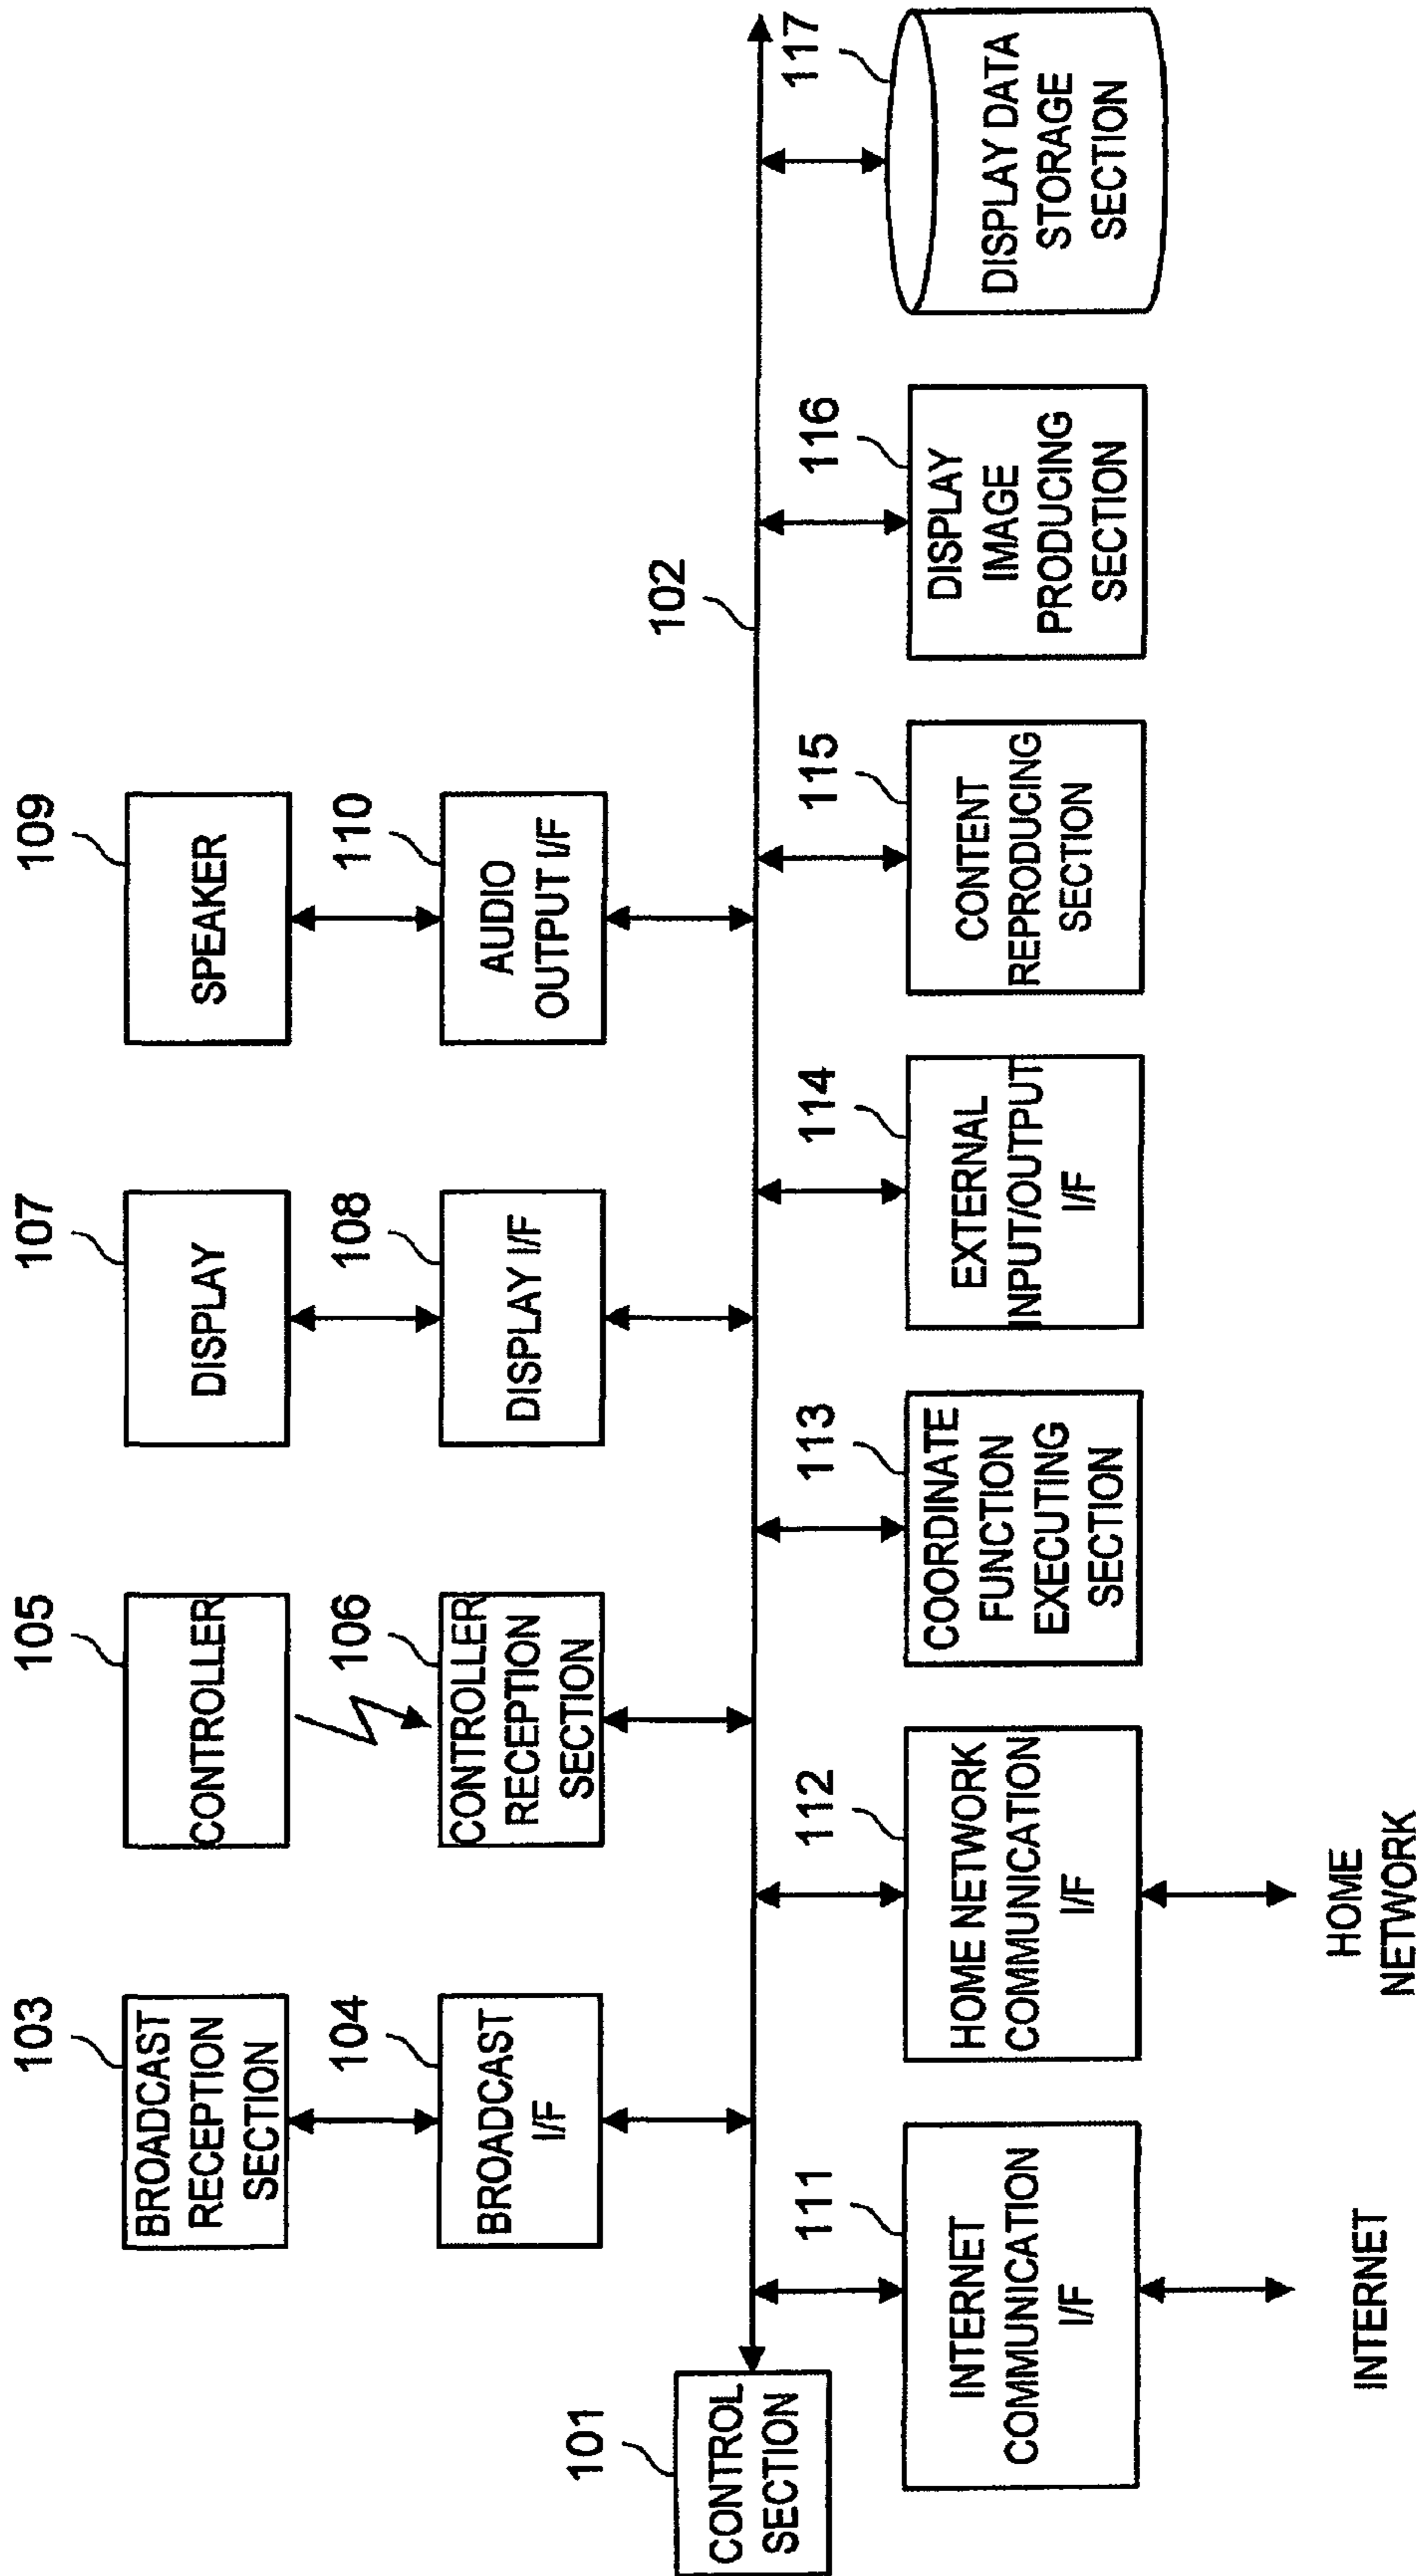 103
BROADCAST
RECEPTION
SECTION
105
CONTROLLER
107
DISPLAY
109
SPEAKER
104
BROADCAST
I/F
106
CONTROLLER
RECEPTION
SECTION
108
DISPLAY I/F
110
AUDIO
OUTPUT I/F
101
CONTROL
SECTION
102
111
INTERNET
COMMUNICATION
I/F
112
HOME NETWORK
COMMUNICATION
I/F
113
COORDINATE
FUNCTION
EXECUTING
SECTION
114
EXTERNAL
INPUT/OUTPUT
I/F
115
CONTENT
REPRODUCING
SECTION
116
DISPLAY
IMAGE
PRODUCING
SECTION
117
DISPLAY DATA
STORAGE
SECTION
INTERNET
HOME
NETWORK